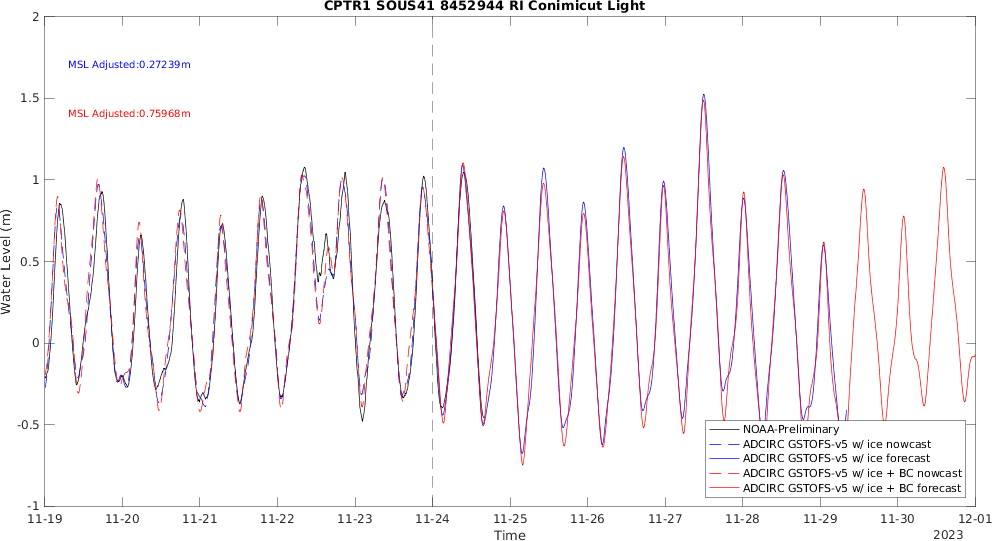 CPTR1 SOUS41 8452944 RI Conimicut Light
2
MSL Adjusted:0.27239m
1.5
MSL Adjusted:0.75968m
1
0.5
0
-0.5
-1
Water Level (m)
NOAA-Preliminary
ADCIRC GSTOFS-v5 w/ ice nowcast
ADCIRC GSTOFS-v5 w/ ice forecast
ADCIRC GSTOFS-v5 w/ ice + BC nowcast
ADCIRC GSTOFS-v5 w/ ice + BC forecast
11-19 11-20 11-21 11-22 11-23 11-24 11-25 11-26 11-27 11-28 11-29 11-30 12-01
Time
2023